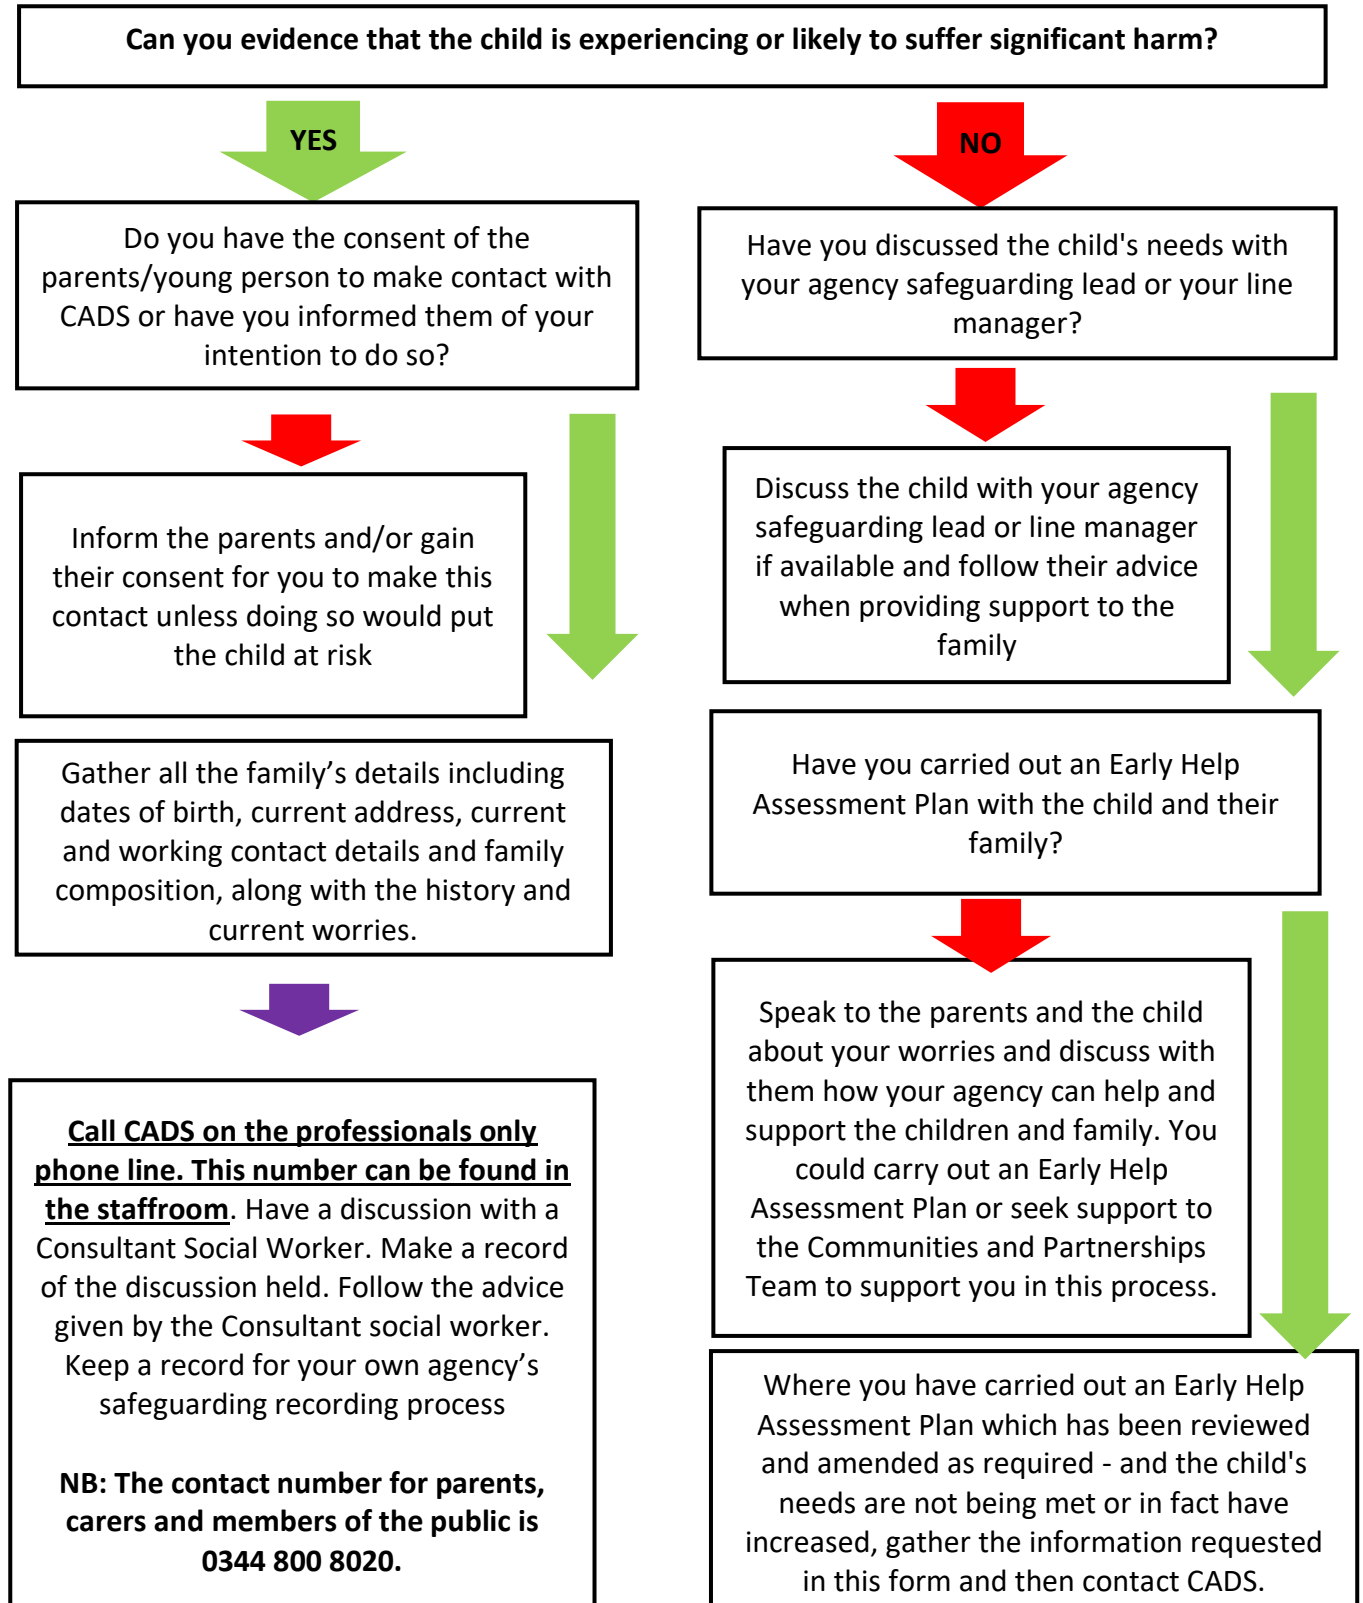 Can you evidence that the child is experiencing or likely to suffer significant harm?
YES
NO
Do you have the consent of the
parents/young person to make contact with
CADS or have you informed them of your
intention to do so?
Inform the parents and/or gain
their consent for you to make this
contact unless doing so would put
the child at risk
Gather all the family’s details including
dates of birth, current address, current
and working contact details and family
composition, along with the history and
current worries.
Call CADS on the professionals only
phone line. This number can be found in
the staffroom. Have a discussion with a
Consultant Social Worker. Make a record
of the discussion held. Follow the advice
given by the Consultant social worker.
Keep a record for your own agency’s
safeguarding recording process
NB: The contact number for parents,
carers and members of the public is
0344 800 8020.
Have you discussed the child's needs with
your agency safeguarding lead or your line
manager?
Discuss the child with your agency
safeguarding lead or line manager
if available and follow their advice
when providing support to the
family
Have you carried out an Early Help
Assessment Plan with the child and their
family?
Speak to the parents and the child
about your worries and discuss with
them how your agency can help and
support the children and family. You
could carry out an Early Help
Assessment Plan or seek support to
the Communities and Partnerships
Team to support you in this process.
Where you have carried out an Early Help
Assessment Plan which has been reviewed
and amended as required - and the child's
needs are not being met or in fact have
increased, gather the information requested
in this form and then contact CADS.